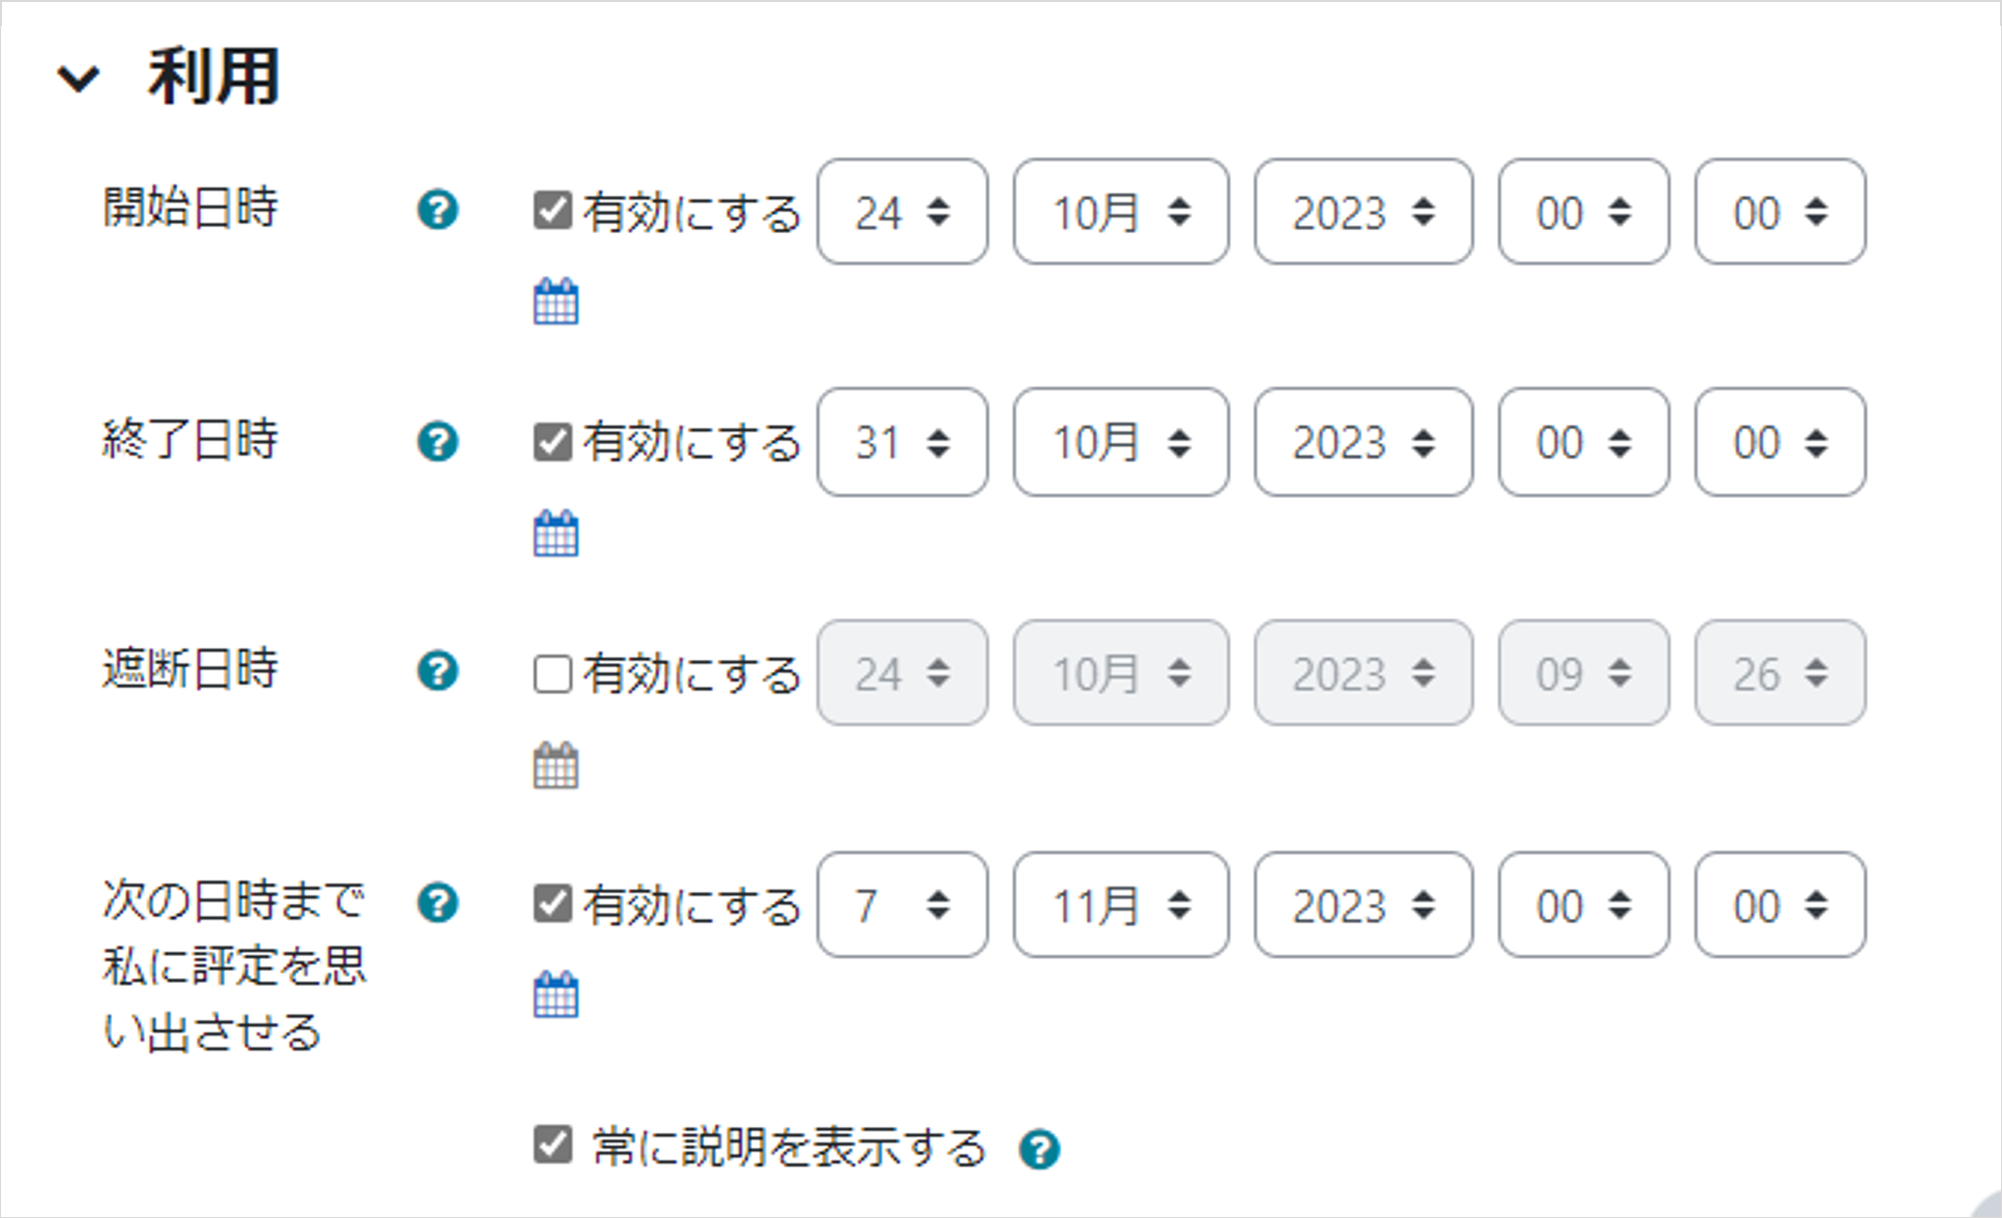 利用
開始日時 有効にする 24 10月 2023 00 00
終了日時 有効にする 31 10月 2023 00 00
遮断日時 有効にする 24 10月 2023 09 26
次の日時まで 有効にする 7 11月 2023 00 00
私に評定を思
い出させる
常に説明を表示する